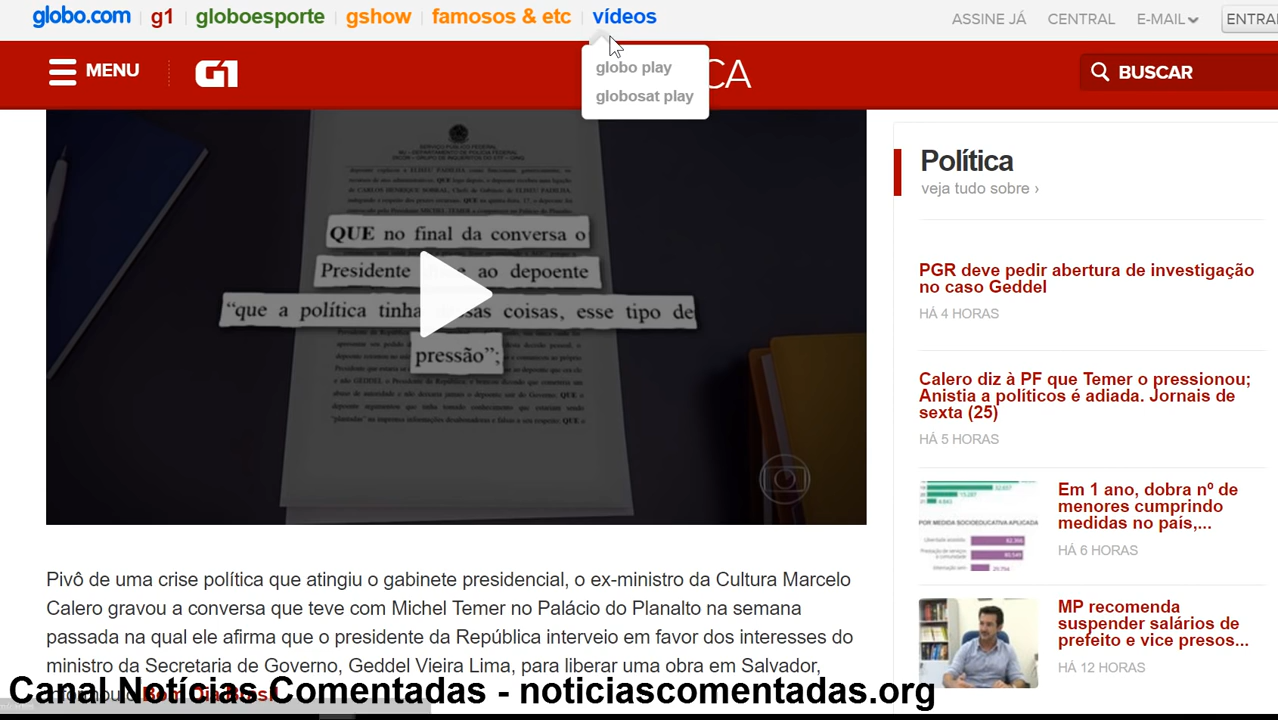 globo.com g1 globoesporte gshow famosos & etc vídeos ASSINE JÁ CENTRAL E-MAIL ENTRAR
MENU G1 CA BUSCAR
globo play
globosat play
SERVIÇO PÚBLICO FEDERAL
QUE no final da conversa o
Presidente ao depoente
“que a política tinha coisas, esse tipo de
pressão”;
Pivô de uma crise política que atingiu o gabinete presidencial, o ex-ministro da Cultura Marcelo
Calero gravou a conversa que teve com Michel Temer no Palácio do Planalto na semana
passada na qual ele afirma que o presidente da República interveio em favor dos interesses do
ministro da Secretaria de Governo, Geddel Vieira Lima, para liberar uma obra em Salvador,
Canal Notícias Comentadas - noticiascomentadas.org
Política
veja tudo sobre ›
PGR deve pedir abertura de investigação
no caso Geddel
HÁ 4 HORAS
Calero diz à PF que Temer o pressionou;
Anistia a políticos é adiada. Jornais de
sexta (25)
HÁ 5 HORAS
POR MEDIDA SOCIOEDUCATIVA APLICADA
Em 1 ano, dobra nº de
menores cumprindo
medidas no país,...
HÁ 6 HORAS
MP recomenda
suspender salários de
prefeito e vice presos...
HÁ 12 HORAS